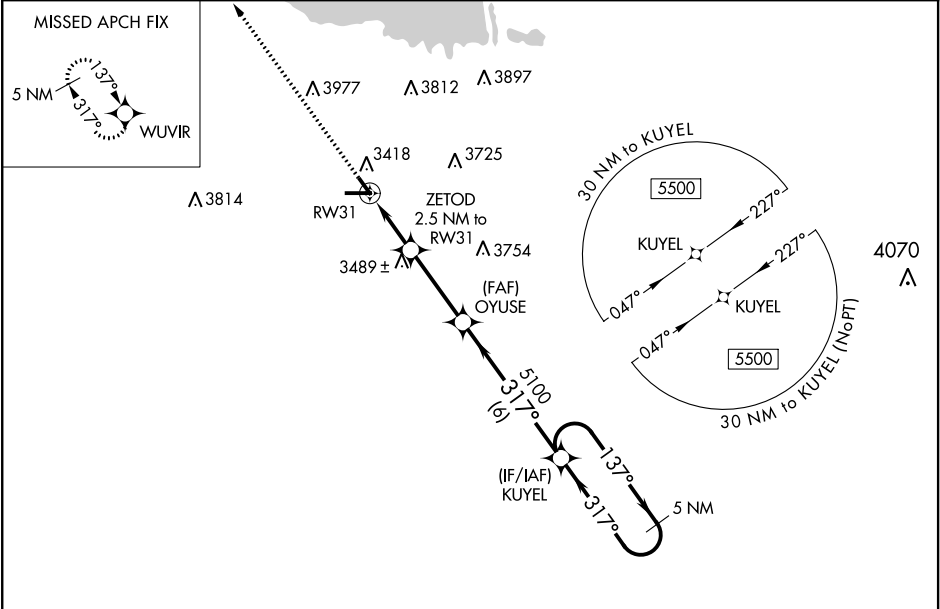 MISSED APCH FIX
137°
5 NM
317°
WUVIR
3977
3812
3897
3418
3725
3814
RW31
ZETOD
2.5 NM to
RW31
3754
3489 ±
(FAF)
OYUSE
5100
317°
(6)
(IF/IAF)
KUYEL
137°
317°
5 NM
30 NM to KUYEL
5500
227°
KUYEL
047°
227°
KUYEL
047°
5500
30 NM to KUYEL (NoPT)
4070